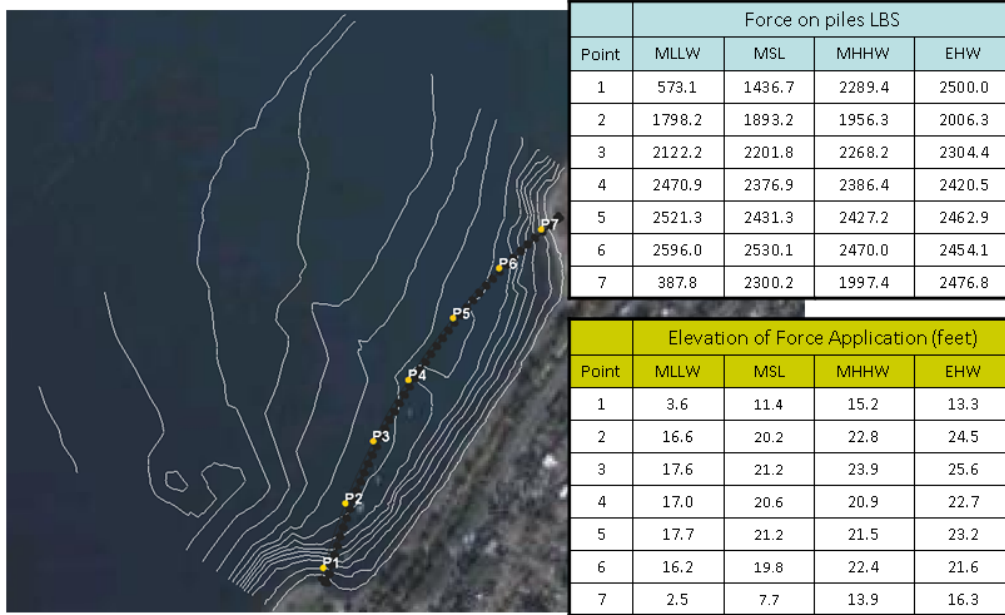 P7
P6
P5
P4
P3
P2
P1
Force on piles LBS
Point MLLW MSL MHHW EHW
1 573.1 1436.7 2289.4 2500.0
2 1798.2 1893.2 1956.3 2006.3
3 2122.2 2201.8 2268.2 2304.4
4 2470.9 2376.9 2386.4 2420.5
5 2521.3 2431.3 2427.2 2462.9
6 2596.0 2530.1 2470.0 2454.1
7 387.8 2300.2 1997.4 2476.8
Elevation of Force Application (feet)
Point MLLW MSL MHHW EHW
1 3.6 11.4 15.2 13.3
2 16.6 20.2 22.8 24.5
3 17.6 21.2 23.9 25.6
4 17.0 20.6 20.9 22.7
5 17.7 21.2 21.5 23.2
6 16.2 19.8 22.4 21.6
7 2.5 7.7 13.9 16.3